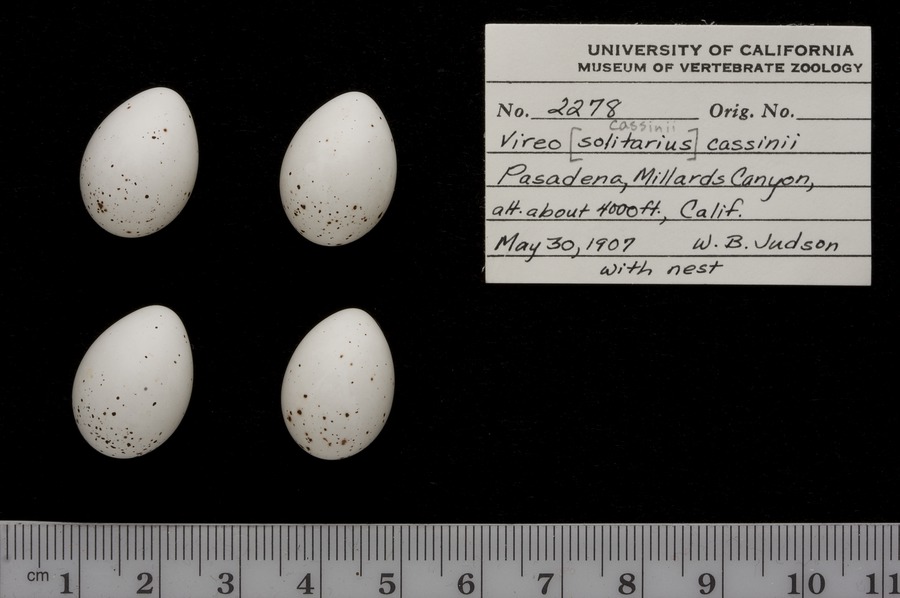 UNIVERSITY OF CALIFORNIA
MUSEUM OF VERTEBRATE ZOOLOGY
No. 2278 Orig. No.
cassinii
Vireo [solitarius] cassinii
Pasadena, Millards Canyon,
alt. about 4000ft., Calif.
May 30, 1907 W. B. Judson
with nest
cm 1 2 3 4 5 6 7 8 9 10 11